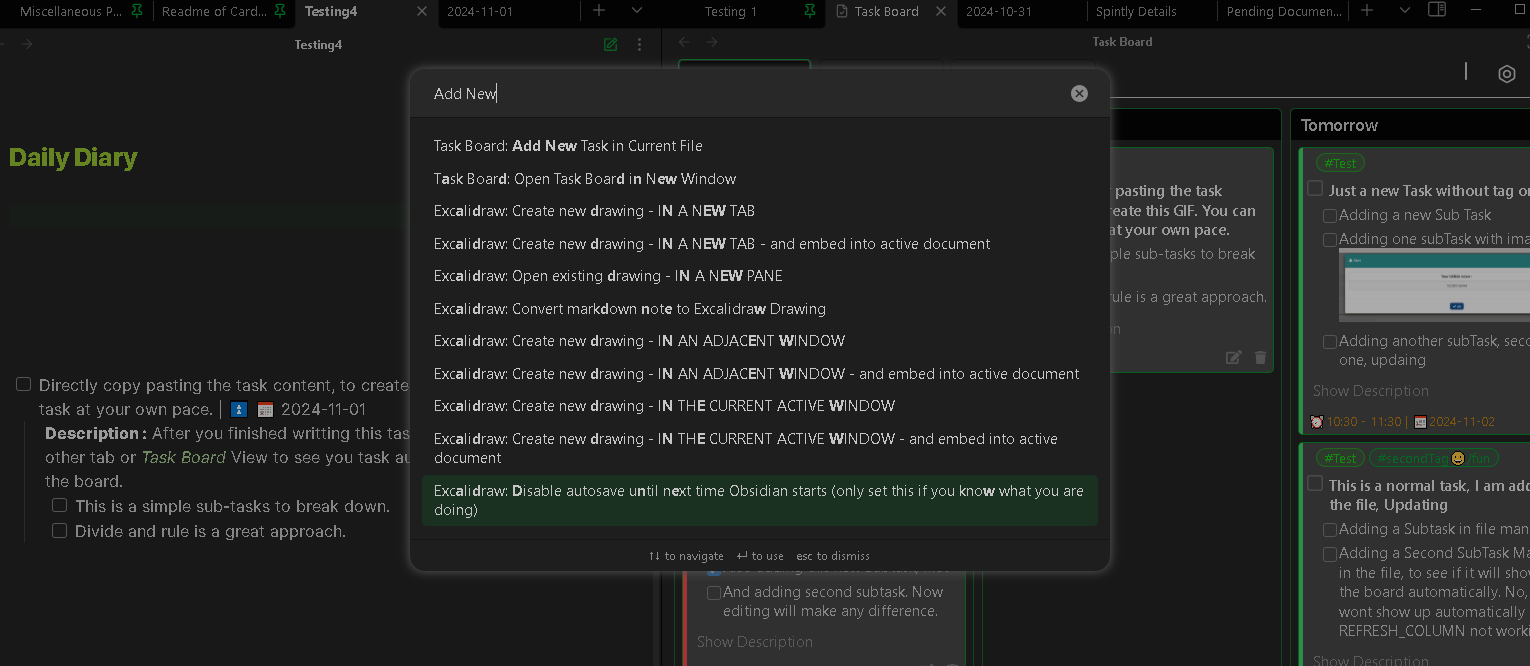 Miscellaneous P...
Readme of Card...
Testing4
2024-11-01
Testing 1
Task Board
2024-10-31
Spintly Details
Pending Documen...
Testing4
Task Board
Add New
Task Board: Add New Task in Current File
Task Board: Open Task Board in New Window
Excalidraw: Create new drawing - IN A NEW TAB
Excalidraw: Create new drawing - IN A NEW TAB - and embed into active document
Excalidraw: Open existing drawing - IN A NEW PANE
Excalidraw: Convert markdown note to Excalidraw Drawing
Excalidraw: Create new drawing - IN AN ADJACENT WINDOW
Excalidraw: Create new drawing - IN AN ADJACENT WINDOW - and embed into active document
Excalidraw: Create new drawing - IN THE CURRENT ACTIVE WINDOW
Excalidraw: Create new drawing - IN THE CURRENT ACTIVE WINDOW - and embed into active
document
Excalidraw: Disable autosave until next time Obsidian starts (only set this if you know what you are
doing)
↑↓ to navigate ↵ to use esc to dismiss
Daily Diary
Directly copy pasting the task content, to create
task at your own pace. | ⏫ 📅 2024-11-01
Description : After you finished writting this tas
other tab or Task Board View to see you task au
the board.
This is a simple sub-tasks to break down.
Divide and rule is a great approach.
And adding second subtask. Now
editing will make any difference.
Show Description
pasting the task
reate this GIF. You can
at your own pace.
ple sub-tasks to break
rule is a great approach.
Tomorrow
#Test
Just a new Task without tag or
Adding a new Sub Task
Adding one subTask with ima
Adding another subTask, seco
one, updaing
Show Description
⏰ 10:30 - 11:30 | 📅 2024-11-02
#Test #secondTag😀/fun
This is a normal task, I am add
the file, Updating
Adding a Subtask in file man
Adding a Second SubTask Ma
in the file, to see if it will sho
the board automatically. No,
wont show up automatically
REFRESH_COLUMN not worki
Show Description